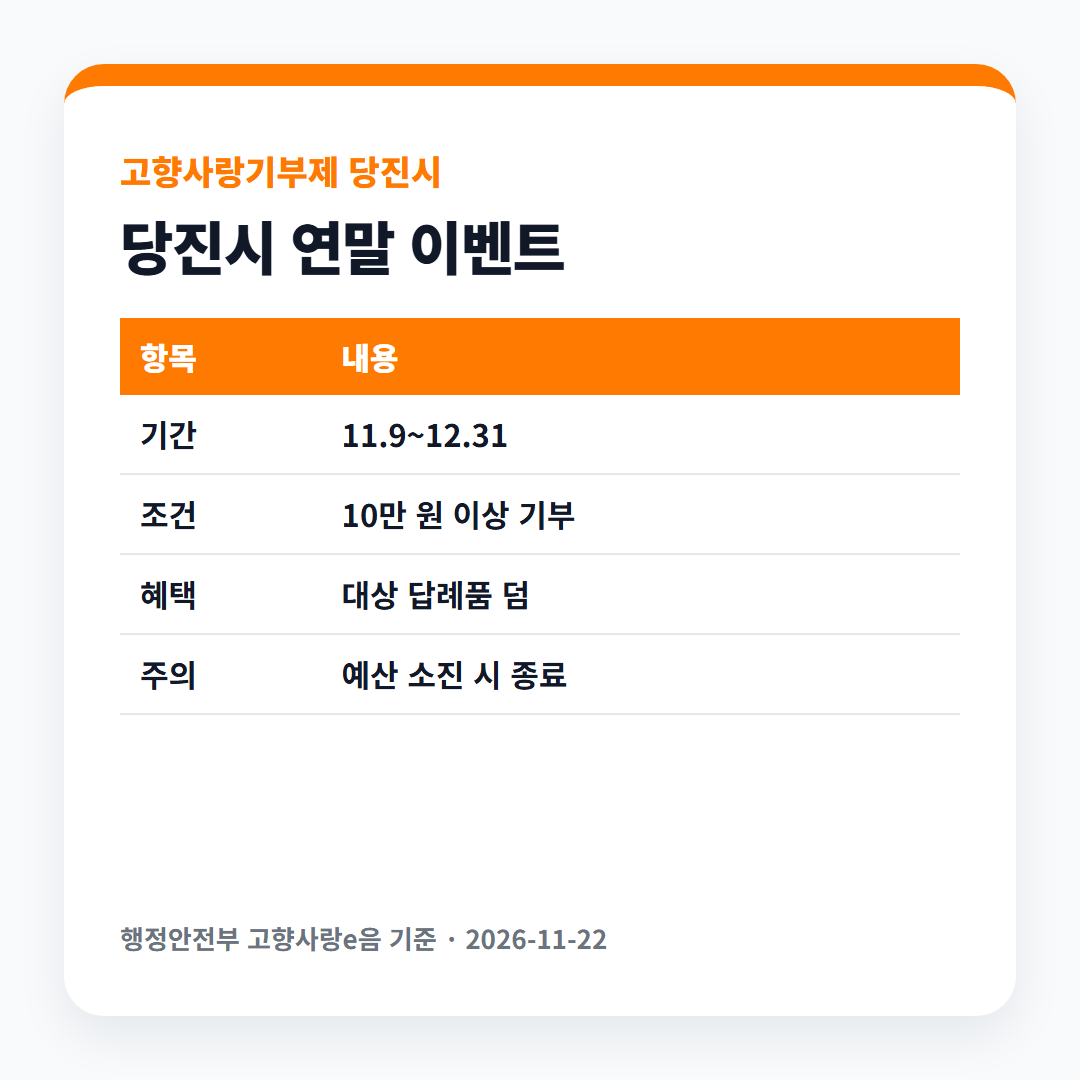 고향사랑기부제 당진시
당진시 연말 이벤트
항목 내용
기간 11.9~12.31
조건 10만 원 이상 기부
혜택 대상 답례품 덤
주의 예산 소진 시 종료
행정안전부 고향사랑e음 기준 · 2026-11-22